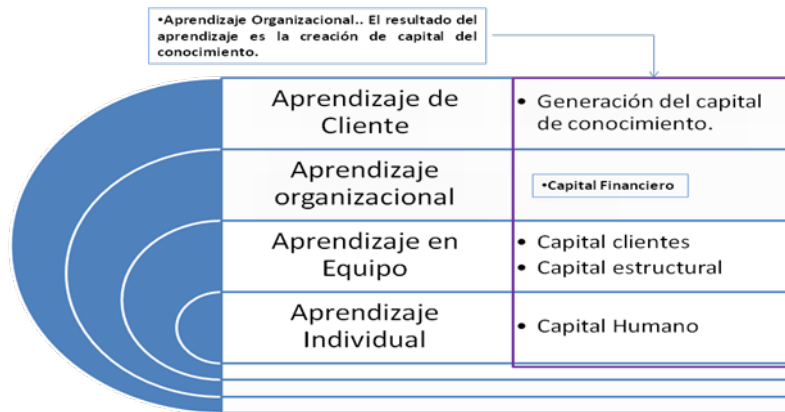 •Aprendizaje Organizacional.. El resultado del
aprendizaje es la creación de capital del
conocimiento.
Aprendizaje de
Cliente
• Generación del capital
de conocimiento.
Aprendizaje
organizacional
•Capital Financiero
Aprendizaje en
Equipo
• Capital clientes
• Capital estructural
Aprendizaje
Individual
• Capital Humano